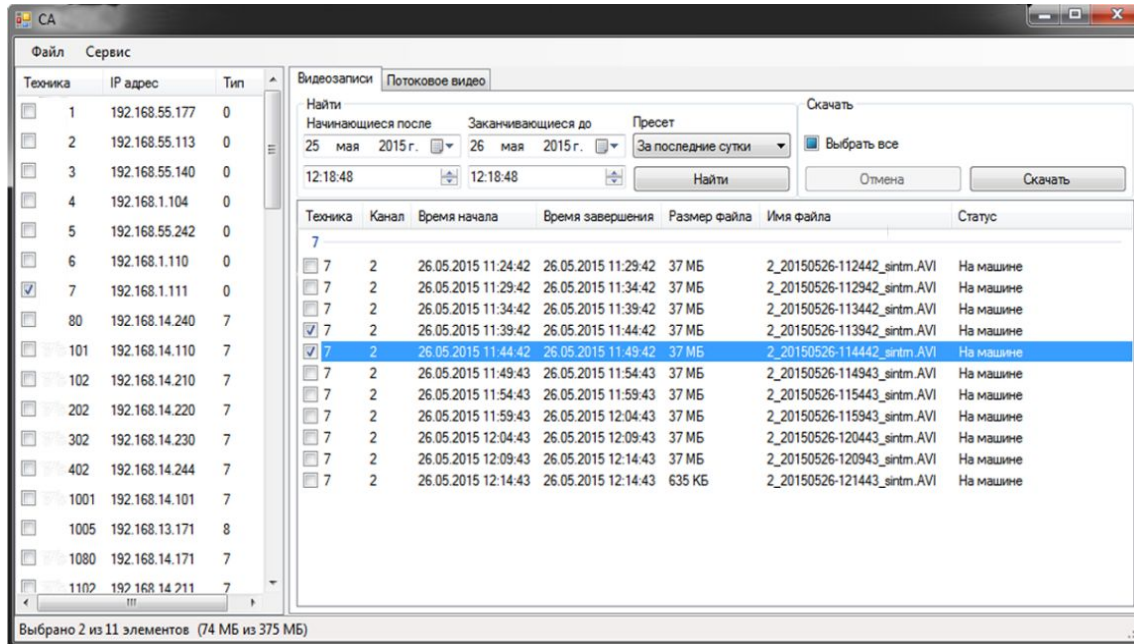 CA
Файл Сервис
Техника IP адрес Тип
1 192.168.55.177 0
2 192.168.55.113 0
3 192.168.55.140 0
4 192.168.1.104 0
5 192.168.55.242 0
6 192.168.1.110 0
7 192.168.1.111 0
80 192.168.14.240 7
101 192.168.14.110 7
102 192.168.14.210 7
202 192.168.14.220 7
302 192.168.14.230 7
402 192.168.14.244 7
1001 192.168.14.101 7
1005 192.168.13.171 8
1080 192.168.14.171 7
1102 192.168.14.211 7
Видеозаписи Потоковое видео
Найти
Начинающиеся после Заканчивающиеся до Пресет
25 мая 2015 г. 26 мая 2015 г. За последние сутки
12:18:48 12:18:48 Найти
Скачать
Выбрать все
Отмена Скачать
Техника Канал Время начала Время завершения Размер файла Имя файла Статус
7
7 2 26.05.2015 11:24:42 26.05.2015 11:29:42 37 МБ 2_20150526-112442_sintm.AVI На машине
7 2 26.05.2015 11:29:42 26.05.2015 11:34:42 37 МБ 2_20150526-112942_sintm.AVI На машине
7 2 26.05.2015 11:34:42 26.05.2015 11:39:42 37 МБ 2_20150526-113442_sintm.AVI На машине
7 2 26.05.2015 11:39:42 26.05.2015 11:44:42 37 МБ 2_20150526-113942_sintm.AVI На машине
7 2 26.05.2015 11:44:42 26.05.2015 11:49:42 37 МБ 2_20150526-114442_sintm.AVI На машине
7 2 26.05.2015 11:49:43 26.05.2015 11:54:43 37 МБ 2_20150526-114943_sintm.AVI На машине
7 2 26.05.2015 11:54:43 26.05.2015 11:59:43 37 МБ 2_20150526-115443_sintm.AVI На машине
7 2 26.05.2015 11:59:43 26.05.2015 12:04:43 37 МБ 2_20150526-115943_sintm.AVI На машине
7 2 26.05.2015 12:04:43 26.05.2015 12:09:43 37 МБ 2_20150526-120443_sintm.AVI На машине
7 2 26.05.2015 12:09:43 26.05.2015 12:14:43 37 МБ 2_20150526-120943_sintm.AVI На машине
7 2 26.05.2015 12:14:43 26.05.2015 12:14:43 635 КБ 2_20150526-121443_sintm.AVI На машине
Выбрано 2 из 11 элементов (74 МБ из 375 МБ)